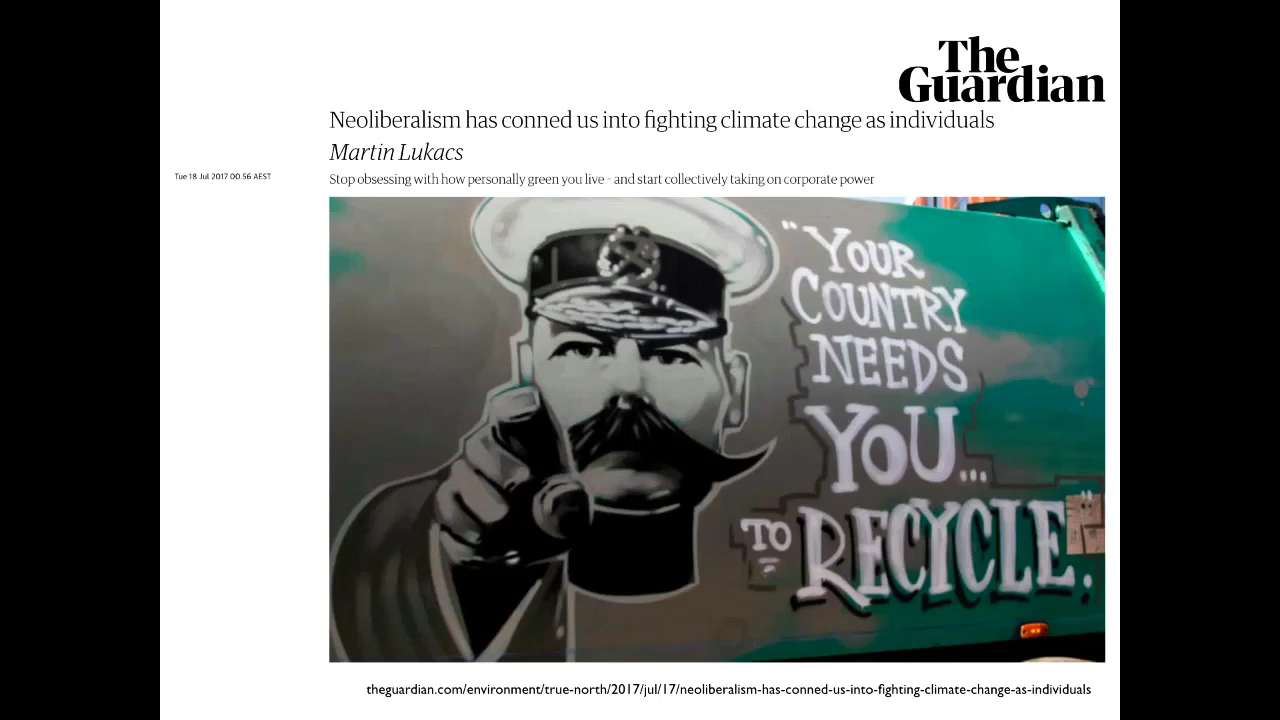 The
Guardian
Neoliberalism has conned us into fighting climate change as individuals
Martin Lukacs
Tue 18 Jul 2017 00.56 AEST
Stop obsessing with how personally green you live – and start collectively taking on corporate power
"YOUR
COUNTRY
NEEDS
YOU...
TO RECYCLE."
theguardian.com/environment/true-north/2017/jul/17/neoliberalism-has-conned-us-into-fighting-climate-change-as-individuals